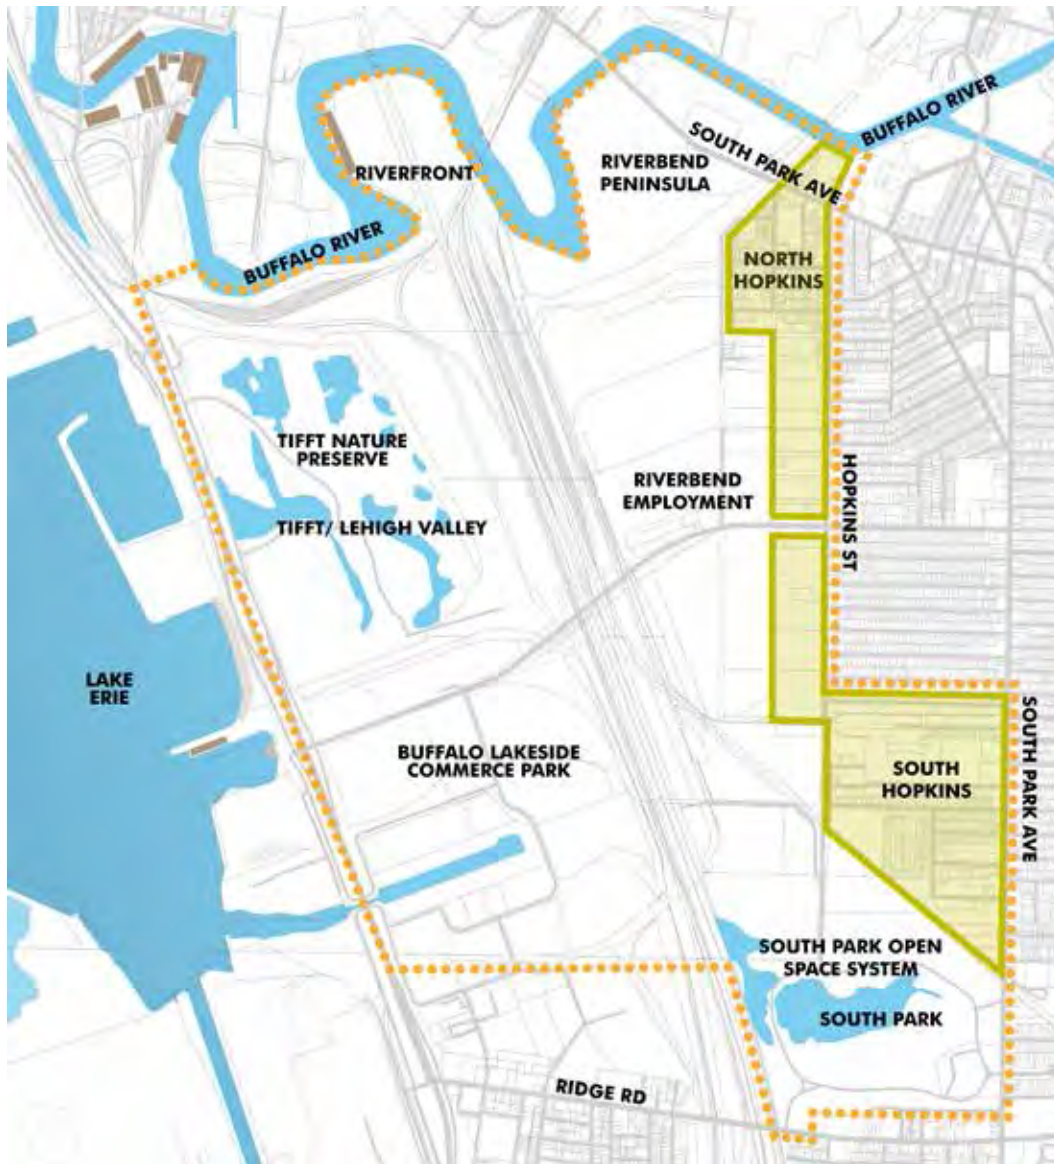 BUFFALO RIVER
SOUTH PARK AVE
RIVERFRONT
RIVERBEND
PENINSULA
BUFFALO RIVER
NORTH
HOPKINS
TIFFT NATURE
PRESERVE
RIVERBEND
EMPLOYMENT
TIFFT/ LEHIGH VALLEY
HOPKINS ST
LAKE
ERIE
BUFFALO LAKESIDE
COMMERCE PARK
SOUTH
HOPKINS
SOUTH PARK AVE
SOUTH PARK OPEN
SPACE SYSTEM
SOUTH PARK
RIDGE RD